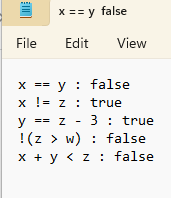 x == y  false
File Edit View
x == y : false
x != z : true
y == z - 3 : true
!(z > w) : false
x + y < z : false